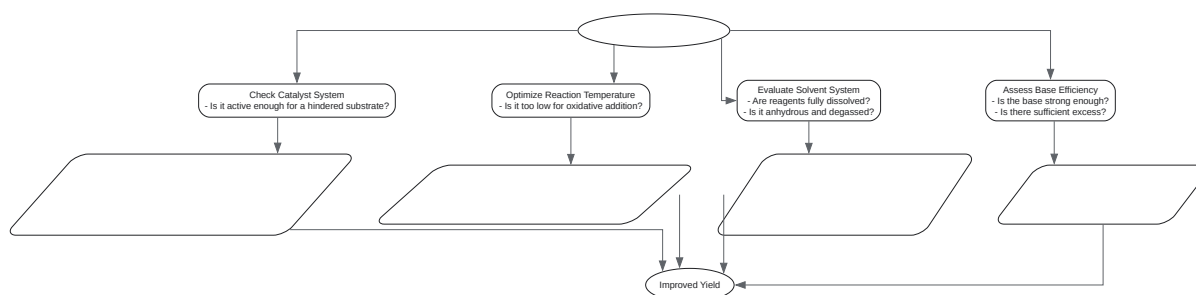 Check Catalyst System
- Is it active enough for a hindered substrate?
Optimize Reaction Temperature
- Is it too low for oxidative addition?
Evaluate Solvent System
- Are reagents fully dissolved?
- Is it anhydrous and degassed?
Assess Base Efficiency
- Is the base strong enough?
- Is there sufficient excess?
Improved Yield